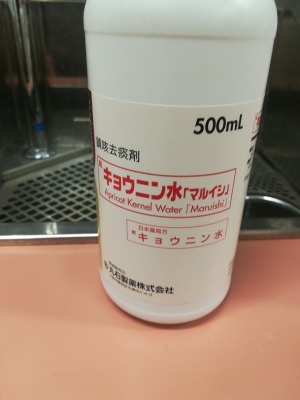 500mL
鎮咳去痰剤
キョウニン水「マルイシ」
Apricot Kernel Water「Maruishi」
日本薬局方
キョウニン水
丸石製薬株式会社